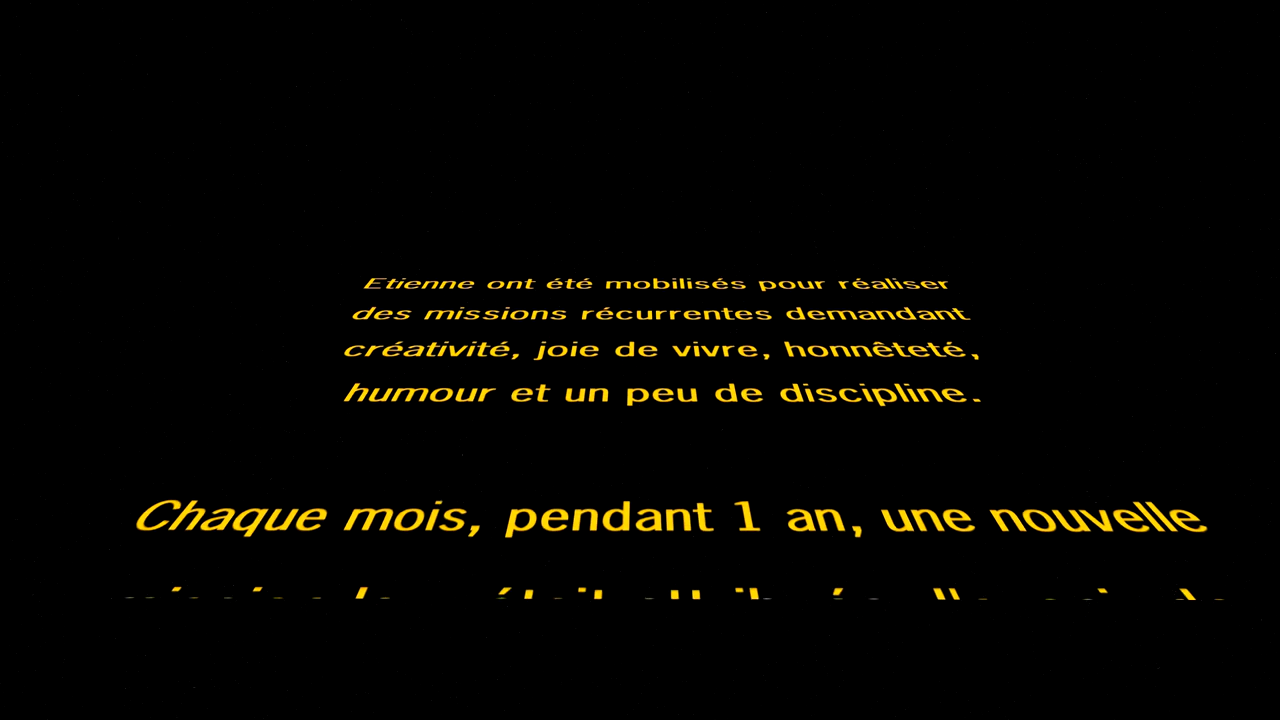 Etienne ont été mobilisés pour réaliser
des missions récurrentes demandant
créativité, joie de vivre, honnêteté,
humour et un peu de discipline.
Chaque mois, pendant 1 an, une nouvelle